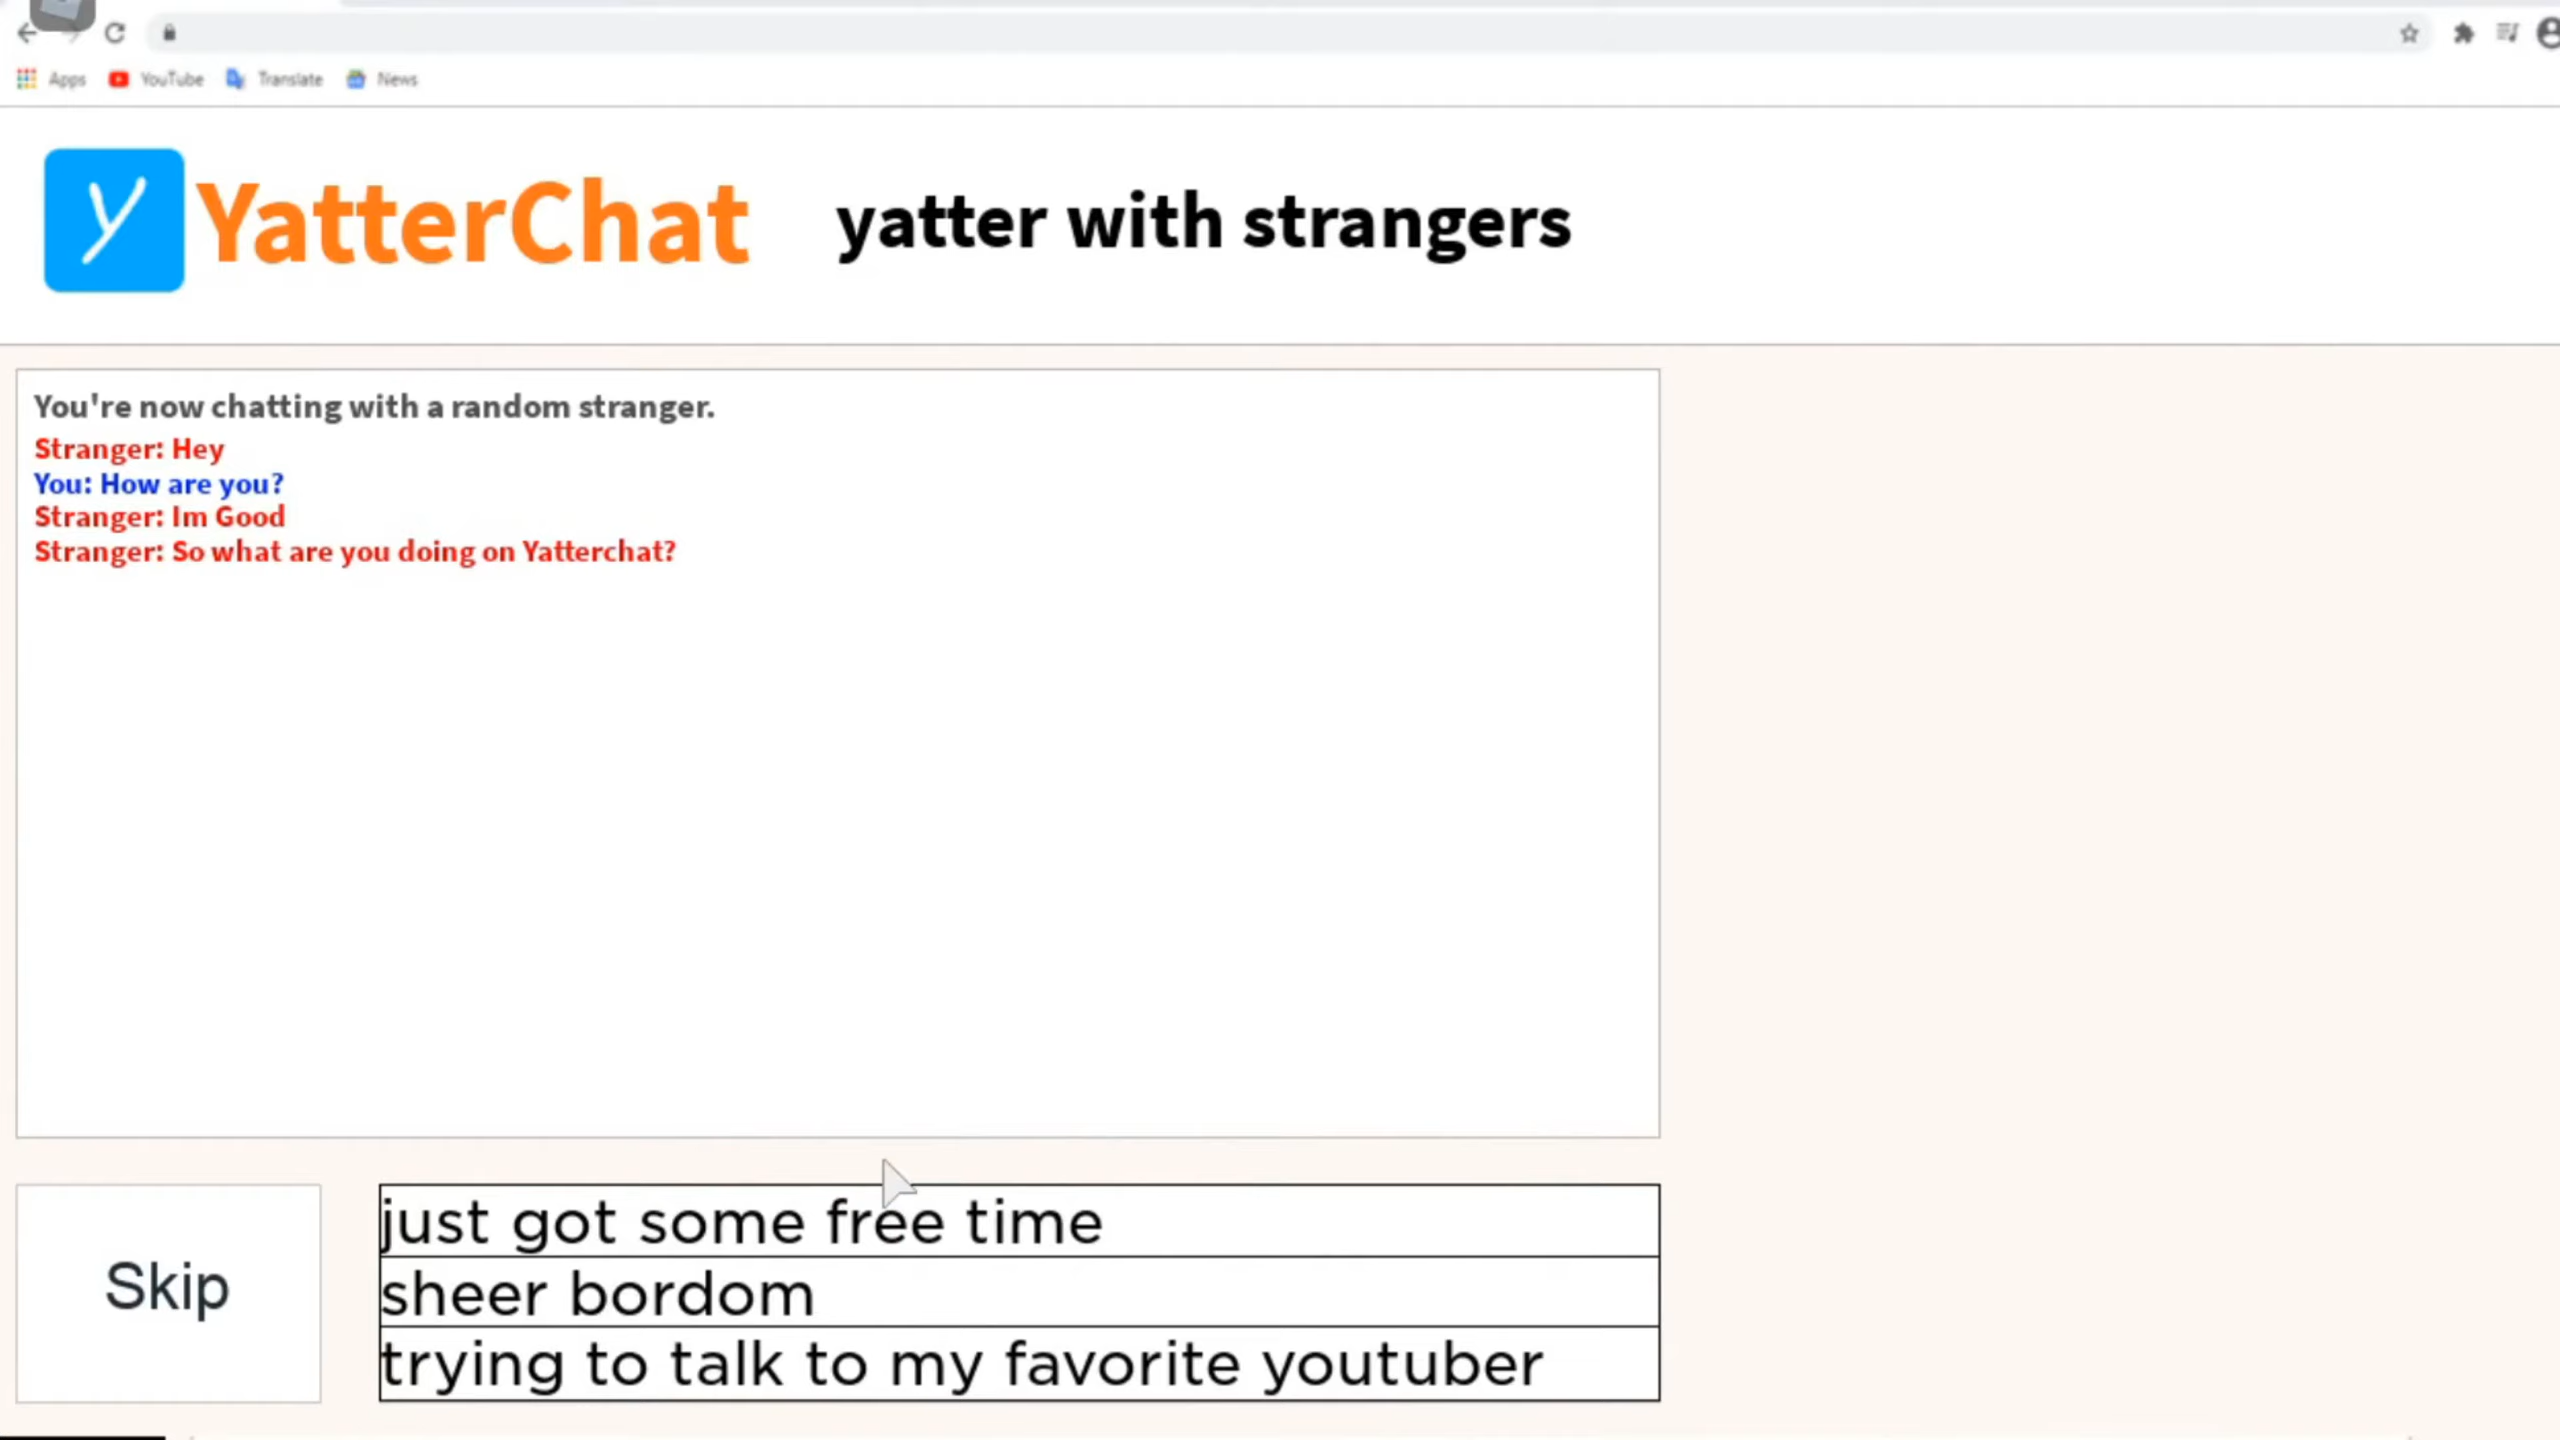 Apps YouTube Translate News
y YatterChat yatter with strangers
You're now chatting with a random stranger.
Stranger: Hey
You: How are you?
Stranger: Im Good
Stranger: So what are you doing on Yatterchat?
just got some free time
Skip
sheer bordom
trying to talk to my favorite youtuber